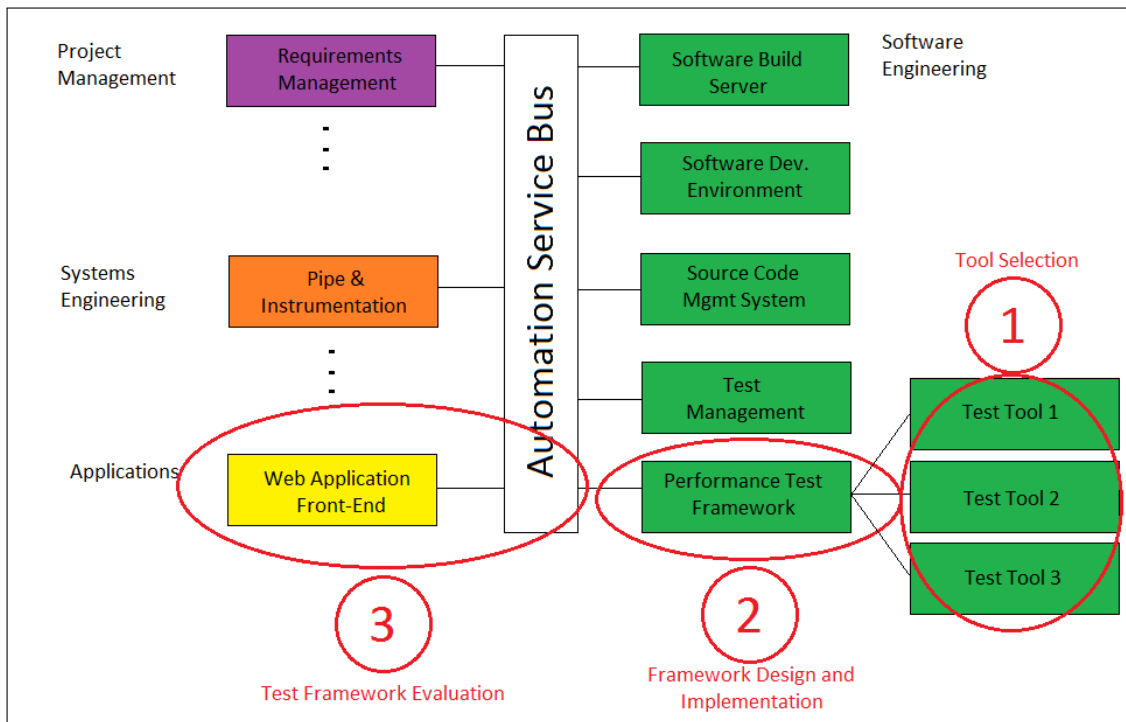 Project
Management
Requirements
Management
Software Build
Server
Software
Engineering
Automation Service Bus
Software Dev.
Environment
Systems
Engineering
Pipe &
Instrumentation
Source Code
Mgmt System
Tool Selection
1
Test
Management
Test Tool 1
Applications
Web Application
Front-End
Performance Test
Framework
Test Tool 2
Test Tool 3
3
2
Test Framework Evaluation
Framework Design and
Implementation